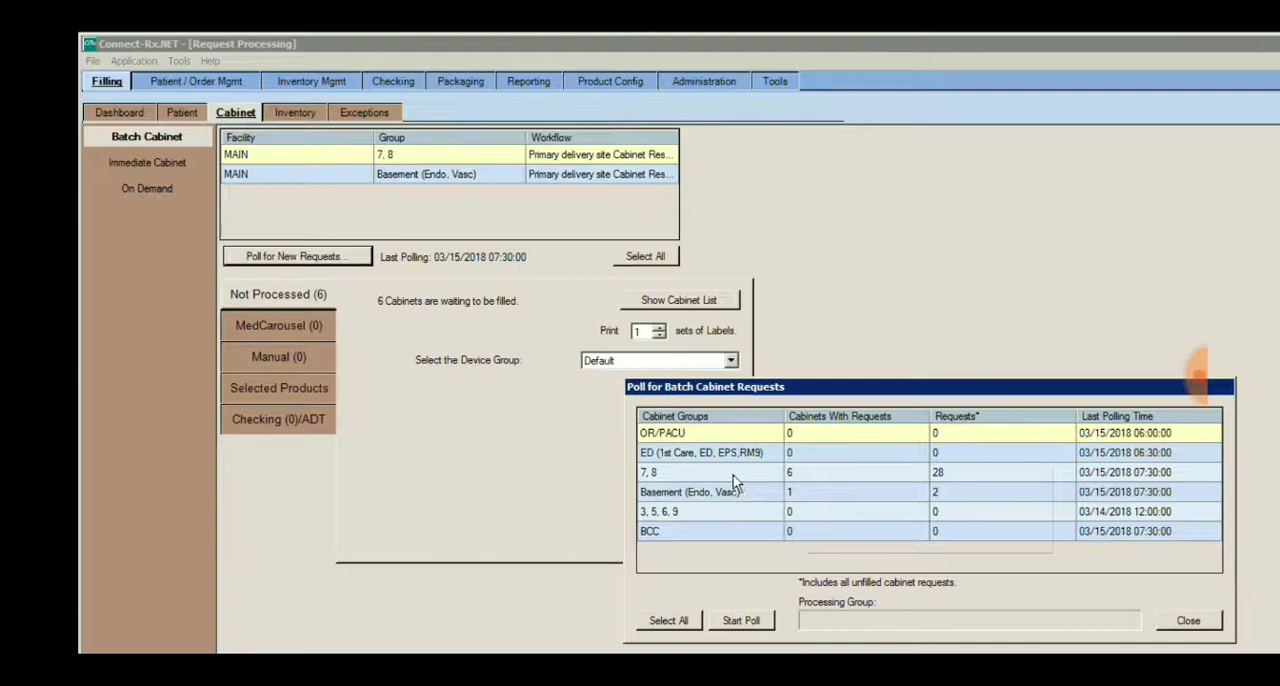 Connect-Rx.NET - [Request Processing]
File Application Tools Help
Filling Patient / Order Mgmt Inventory Mgmt Checking Packaging Reporting Product Config Administration Tools
Dashboard Patient Cabinet Inventory Exceptions
Batch Cabinet
Immediate Cabinet
On Demand
Facility Group Workflow
MAIN 7, 8 Primary delivery site Cabinet Res...
MAIN Basement (Endo, Vasc) Primary delivery site Cabinet Res...
Poll for New Requests... Last Polling: 03/15/2018 07:30:00 Select All
Not Processed (6)
MedCarousel (0)
Manual (0)
Selected Products
Checking (0)/ADT
6 Cabinets are waiting to be filled. Show Cabinet List
Print 1 sets of Labels.
Select the Device Group: Default
Poll for Batch Cabinet Requests
Cabinet Groups Cabinets With Requests Requests* Last Polling Time
OR/PACU 0 0 03/15/2018 06:00:00
ED (1st Care, ED, EPS,RM9) 0 0 03/15/2018 06:30:00
7, 8 6 28 03/15/2018 07:30:00
Basement (Endo, Vasc) 1 2 03/15/2018 07:30:00
3, 5, 6, 9 0 0 03/14/2018 12:00:00
BCC 0 0 03/15/2018 07:30:00
*Includes all unfilled cabinet requests.
Processing Group:
Select All Start Poll Close